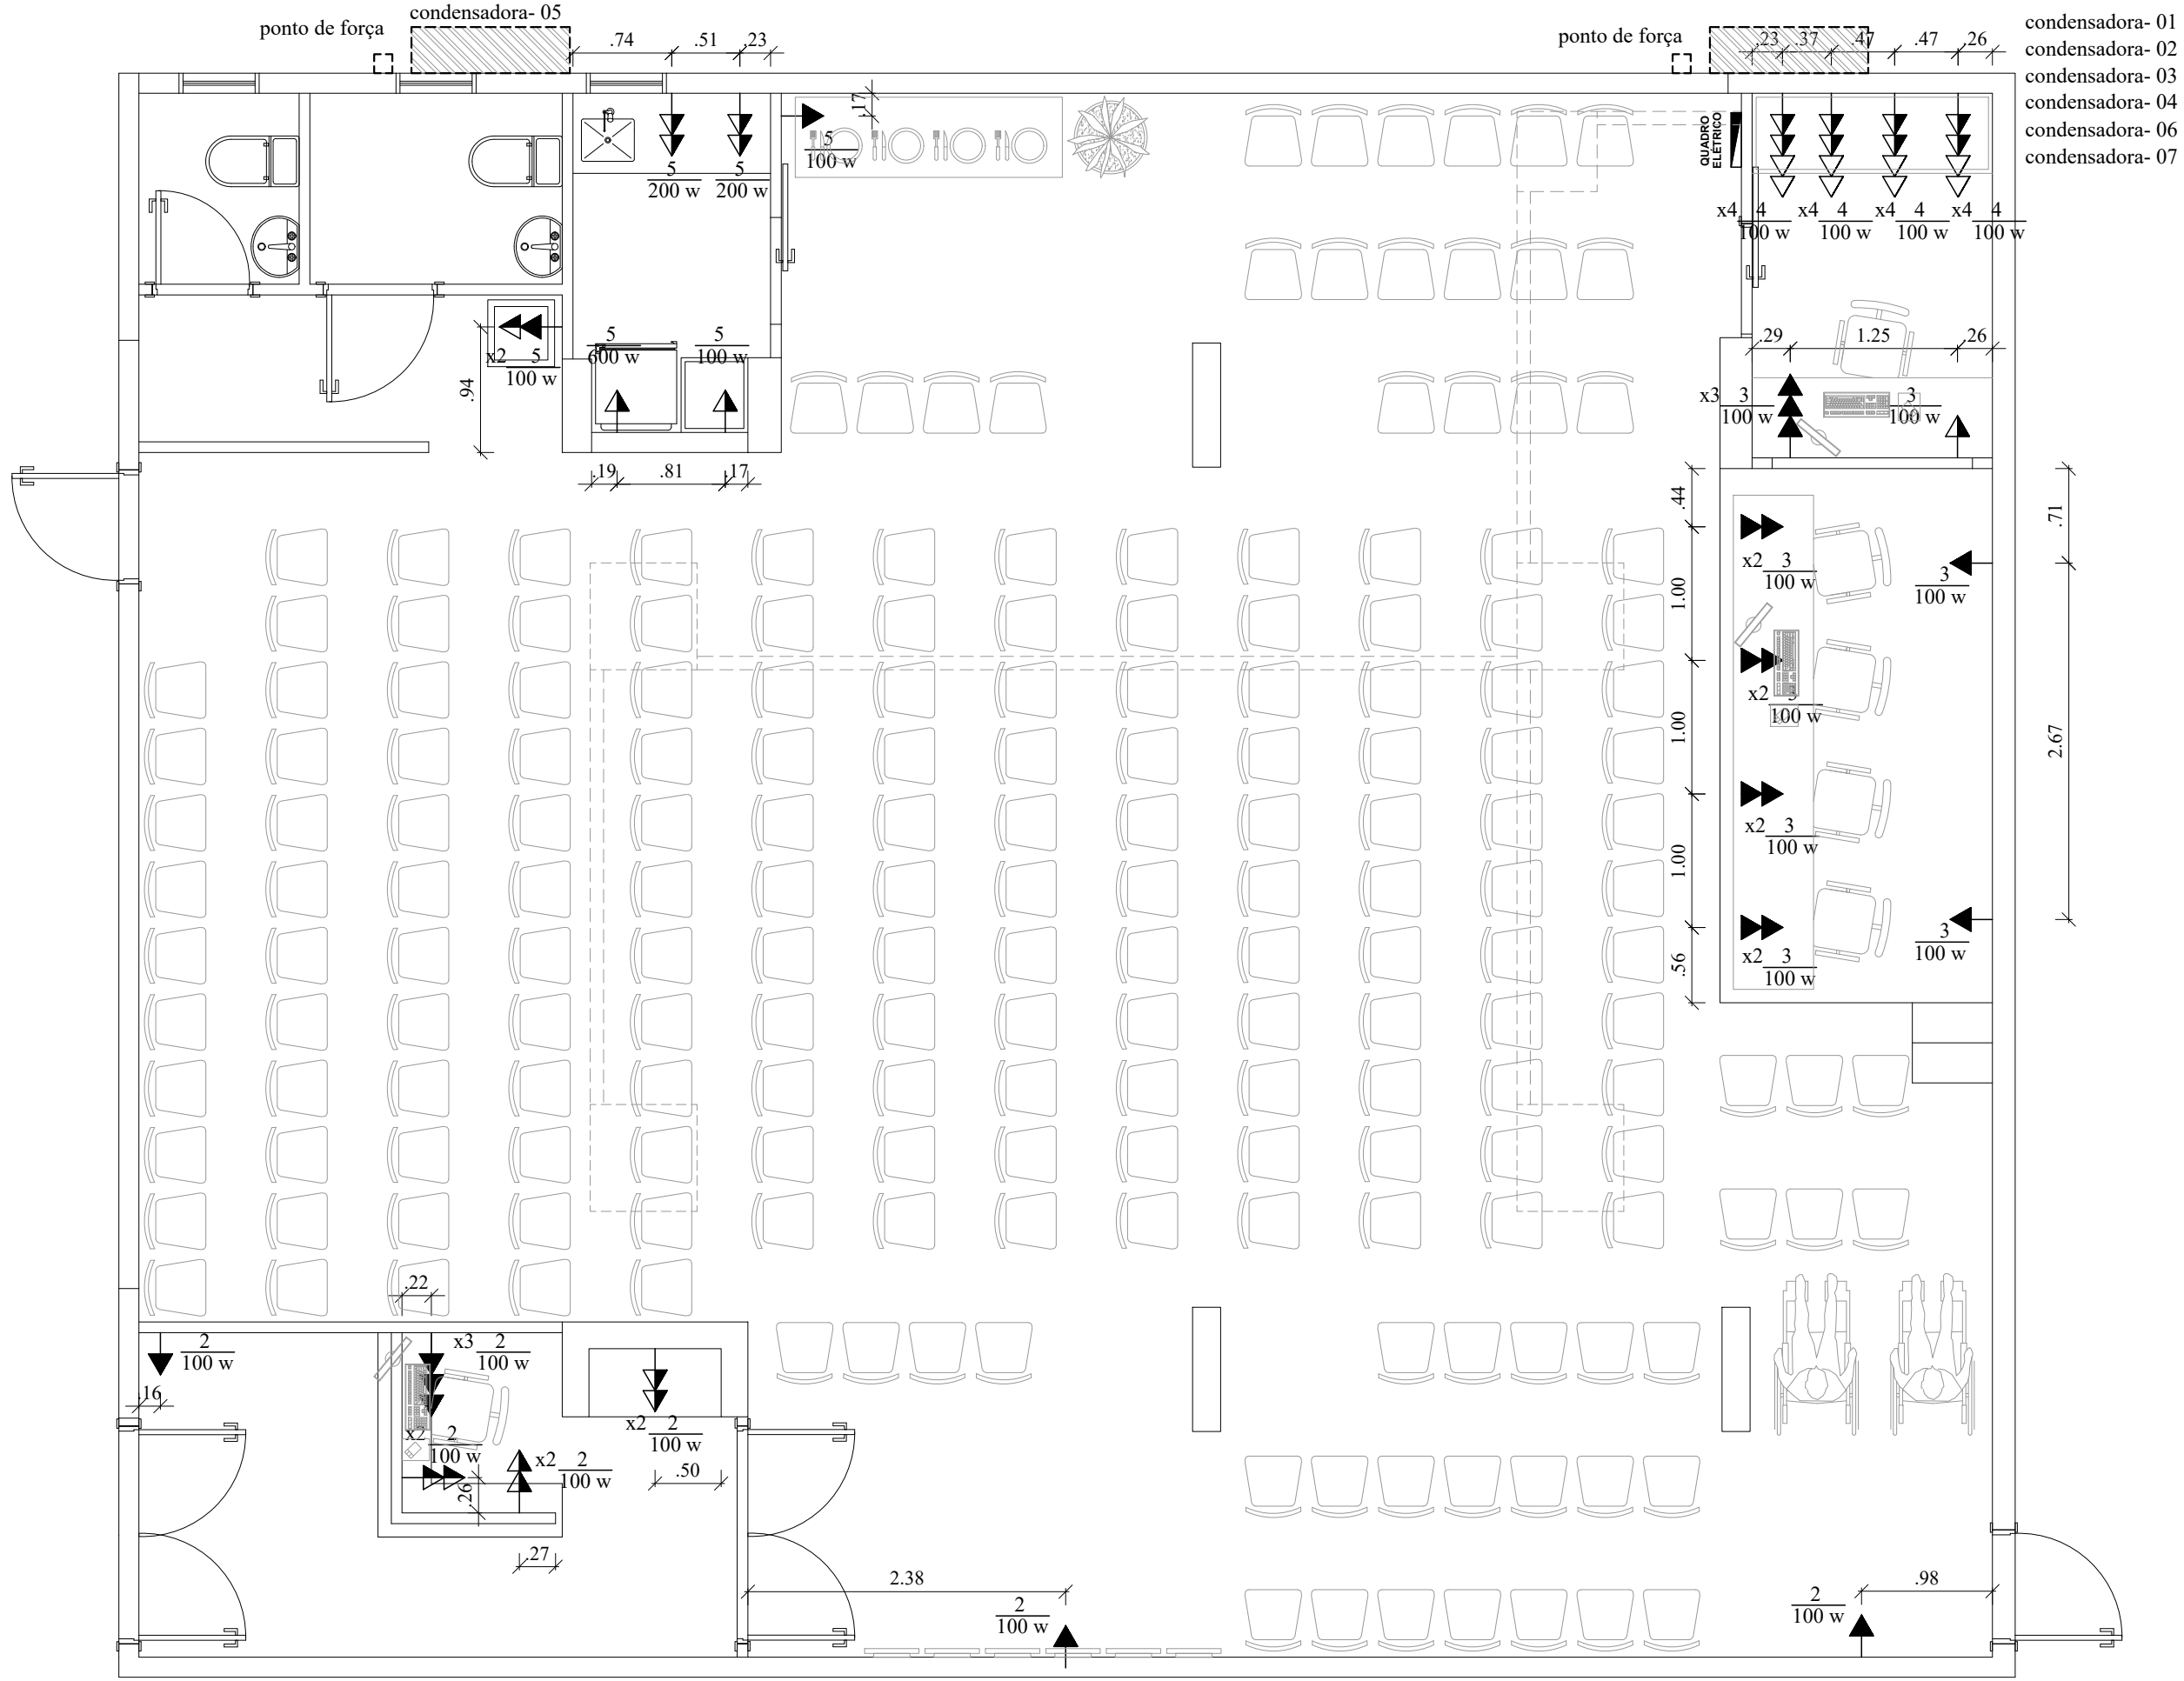 condensadora- 05
ponto de força
ponto de força
condensadora- 01
condensadora- 02
condensadora- 03
condensadora- 04
condensadora- 06
condensadora- 07
.74
.51
.23
.23
.37
.47
.47
.26
.17
QUADRO
ELÉTRICO
5
100 w
5
200 w
5
200 w
x4 4
100 w
x4 4
100 w
x4 4
100 w
x4 4
100 w
x2 5
100 w
5
600 w
5
100 w
.94
.29
1.25
.26
x3 3
100 w
3
100 w
.19
.81
.17
.44
1.00
1.00
1.00
.56
.71
2.67
x2 3
100 w
3
100 w
x2 3
100 w
x2 3
100 w
x2 3
100 w
3
100 w
.22
2
100 w
x3 2
100 w
.16
x2 2
100 w
x2 2
100 w
x2 2
100 w
.50
.26
.27
2.38
2
100 w
2
100 w
.98